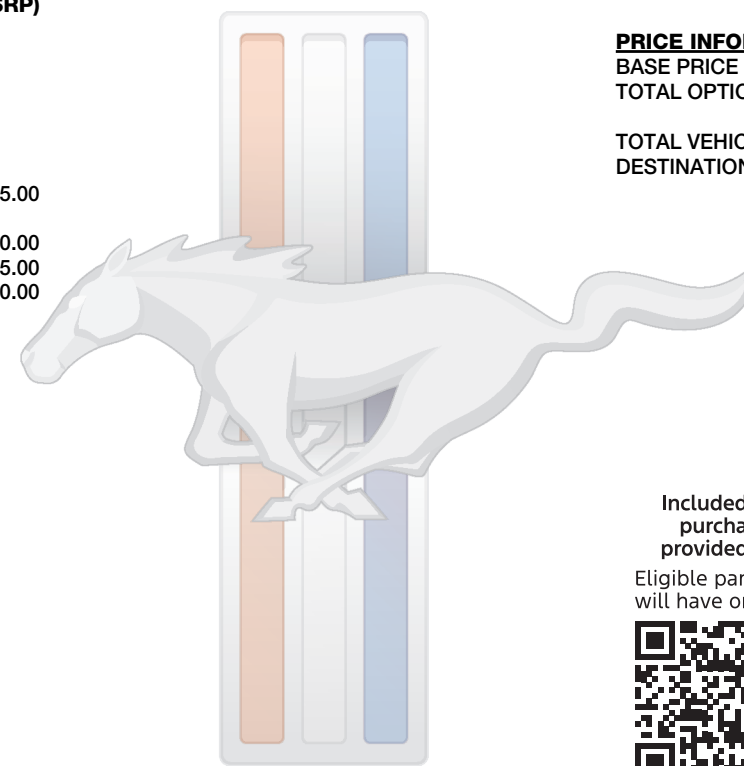 SRP)
5.00
0.00
5.00
0.00
PRICE INFO
BASE PRICE
TOTAL OPTIO
TOTAL VEHIC
DESTINATION
Included
purcha
provided
Eligible par
will have or